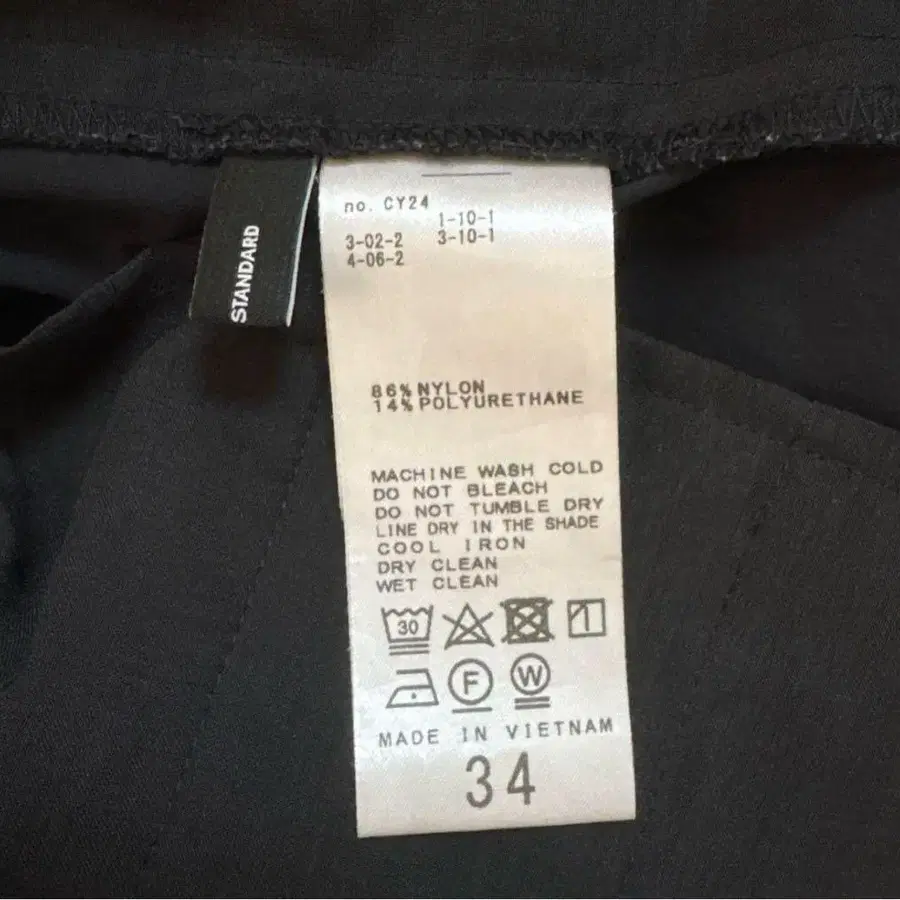 STANDARD
no. CY24
1-10-1
3-02-2 3-10-1
4-06-2
86% NYLON
14% POLYURETHANE
MACHINE WASH COLD
DO NOT BLEACH
DO NOT TUMBLE DRY
LINE DRY IN THE SHADE
COOL IRON
DRY CLEAN
WET CLEAN
30
F W
MADE IN VIETNAM
34